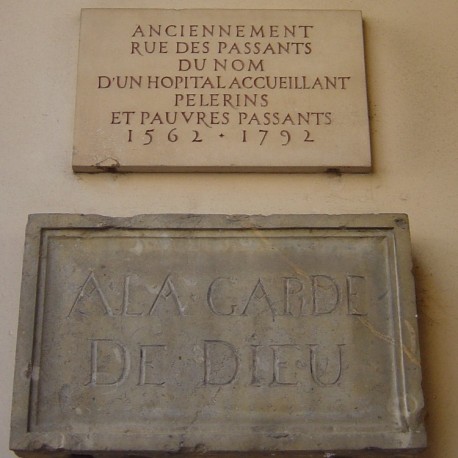 ANCIENNEMENT
RUE DES PASSANTS
DU NOM
D'UN HOPITAL ACCUEILLANT
PELERINS
ET PAUVRES PASSANTS
1562 · 1792
A LA GARDE
DE DIEU